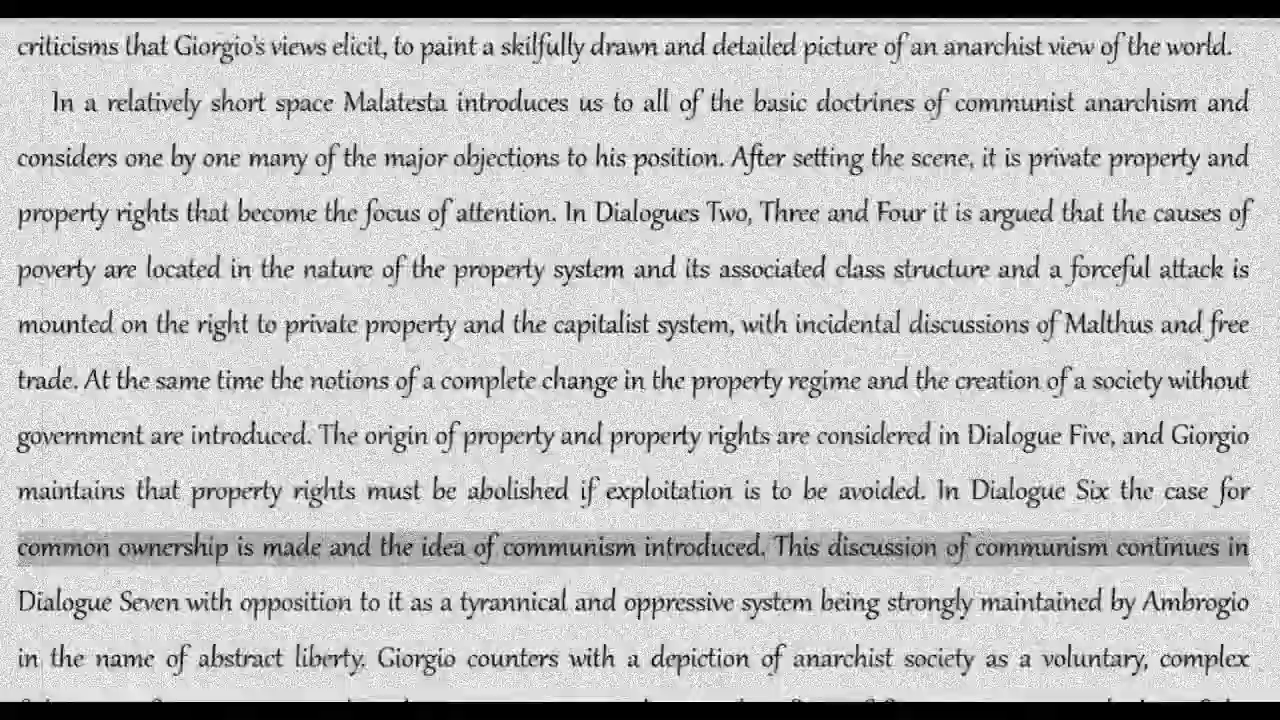 criticisms that Giorgio's views elicit, to paint a skilfully drawn and detailed picture of an anarchist view of the world.
In a relatively short space Malatesta introduces us to all of the basic doctrines of communist anarchism and
considers one by one many of the major objections to his position. After setting the scene, it is private property and
property rights that become the focus of attention. In Dialogues Two, Three and Four it is argued that the causes of
poverty are located in the nature of the property system and its associated class structure and a forceful attack is
mounted on the right to private property and the capitalist system, with incidental discussions of Malthus and free
trade. At the same time the notions of a complete change in the property regime and the creation of a society without
government are introduced. The origin of property and property rights are considered in Dialogue Five, and Giorgio
maintains that property rights must be abolished if exploitation is to be avoided. In Dialogue Six the case for
common ownership is made and the idea of communism introduced. This discussion of communism continues in
Dialogue Seven with opposition to it as a tyrannical and oppressive system being strongly maintained by Ambrogio
in the name of abstract liberty. Giorgio counters with a depiction of anarchist society as a voluntary, complex